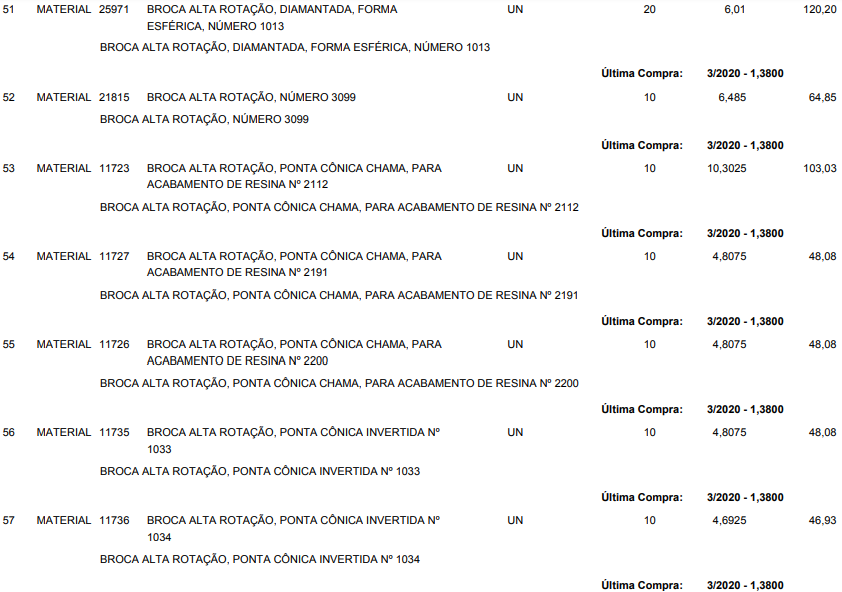 51 MATERIAL 25971 BROCA ALTA ROTAÇÃO, DIAMANTADA, FORMA UN 20 6,01 120,20
ESFÉRICA, NÚMERO 1013
BROCA ALTA ROTAÇÃO, DIAMANTADA, FORMA ESFÉRICA, NÚMERO 1013
Última Compra: 3/2020 - 1,3800
52 MATERIAL 21815 BROCA ALTA ROTAÇÃO, NÚMERO 3099 UN 10 6,485 64,85
BROCA ALTA ROTAÇÃO, NÚMERO 3099
Última Compra: 3/2020 - 1,3800
53 MATERIAL 11723 BROCA ALTA ROTAÇÃO, PONTA CÔNICA CHAMA, PARA UN 10 10,3025 103,03
ACABAMENTO DE RESINA Nº 2112
BROCA ALTA ROTAÇÃO, PONTA CÔNICA CHAMA, PARA ACABAMENTO DE RESINA Nº 2112
Última Compra: 3/2020 - 1,3800
54 MATERIAL 11727 BROCA ALTA ROTAÇÃO, PONTA CÔNICA CHAMA, PARA UN 10 4,8075 48,08
ACABAMENTO DE RESINA Nº 2191
BROCA ALTA ROTAÇÃO, PONTA CÔNICA CHAMA, PARA ACABAMENTO DE RESINA Nº 2191
Última Compra: 3/2020 - 1,3800
55 MATERIAL 11726 BROCA ALTA ROTAÇÃO, PONTA CÔNICA CHAMA, PARA UN 10 4,8075 48,08
ACABAMENTO DE RESINA Nº 2200
BROCA ALTA ROTAÇÃO, PONTA CÔNICA CHAMA, PARA ACABAMENTO DE RESINA Nº 2200
Última Compra: 3/2020 - 1,3800
56 MATERIAL 11735 BROCA ALTA ROTAÇÃO, PONTA CÔNICA INVERTIDA Nº UN 10 4,8075 48,08
1033
BROCA ALTA ROTAÇÃO, PONTA CÔNICA INVERTIDA Nº 1033
Última Compra: 3/2020 - 1,3800
57 MATERIAL 11736 BROCA ALTA ROTAÇÃO, PONTA CÔNICA INVERTIDA Nº UN 10 4,6925 46,93
1034
BROCA ALTA ROTAÇÃO, PONTA CÔNICA INVERTIDA Nº 1034
Última Compra: 3/2020 - 1,3800